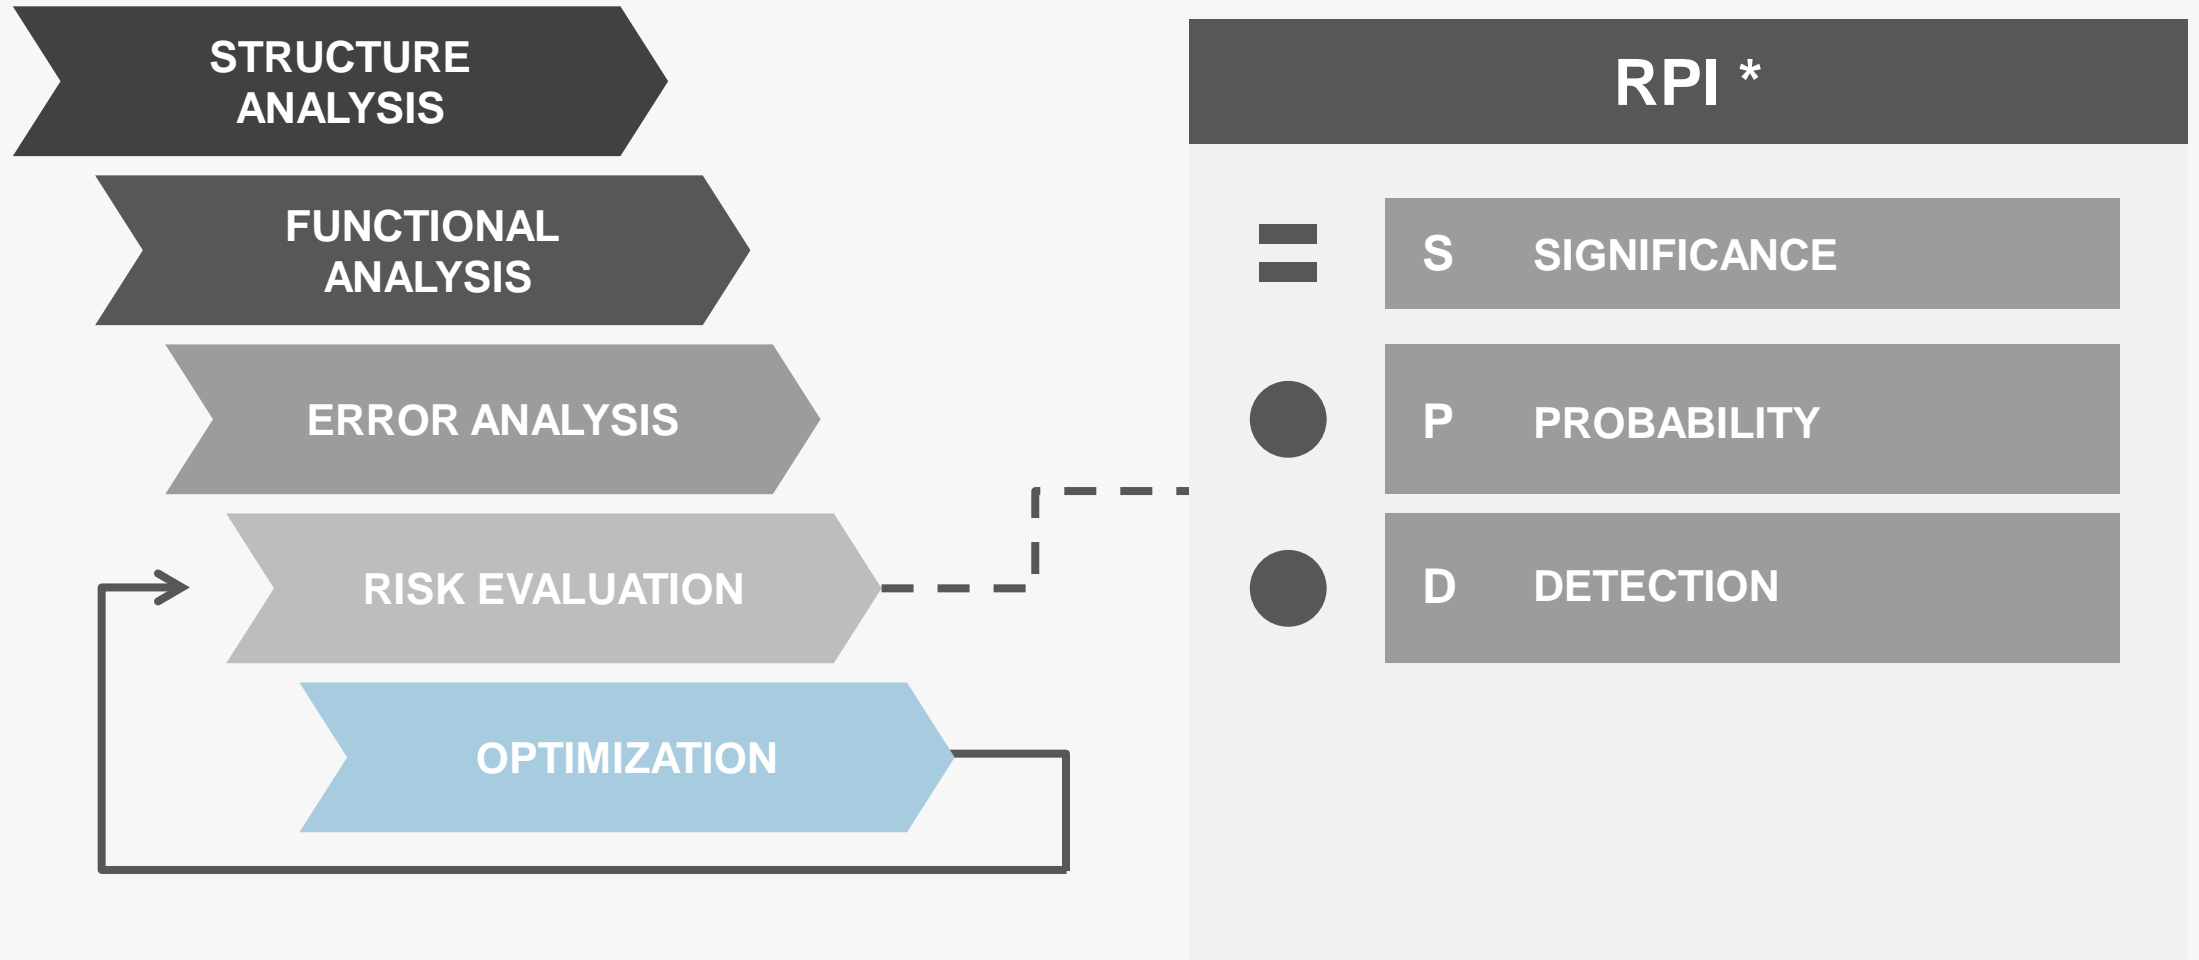 STRUCTURE
ANALYSIS
FUNCTIONAL
ANALYSIS
ERROR ANALYSIS
RISK EVALUATION
OPTIMIZATION
RPI *
S SIGNIFICANCE
P PROBABILITY
D DETECTION